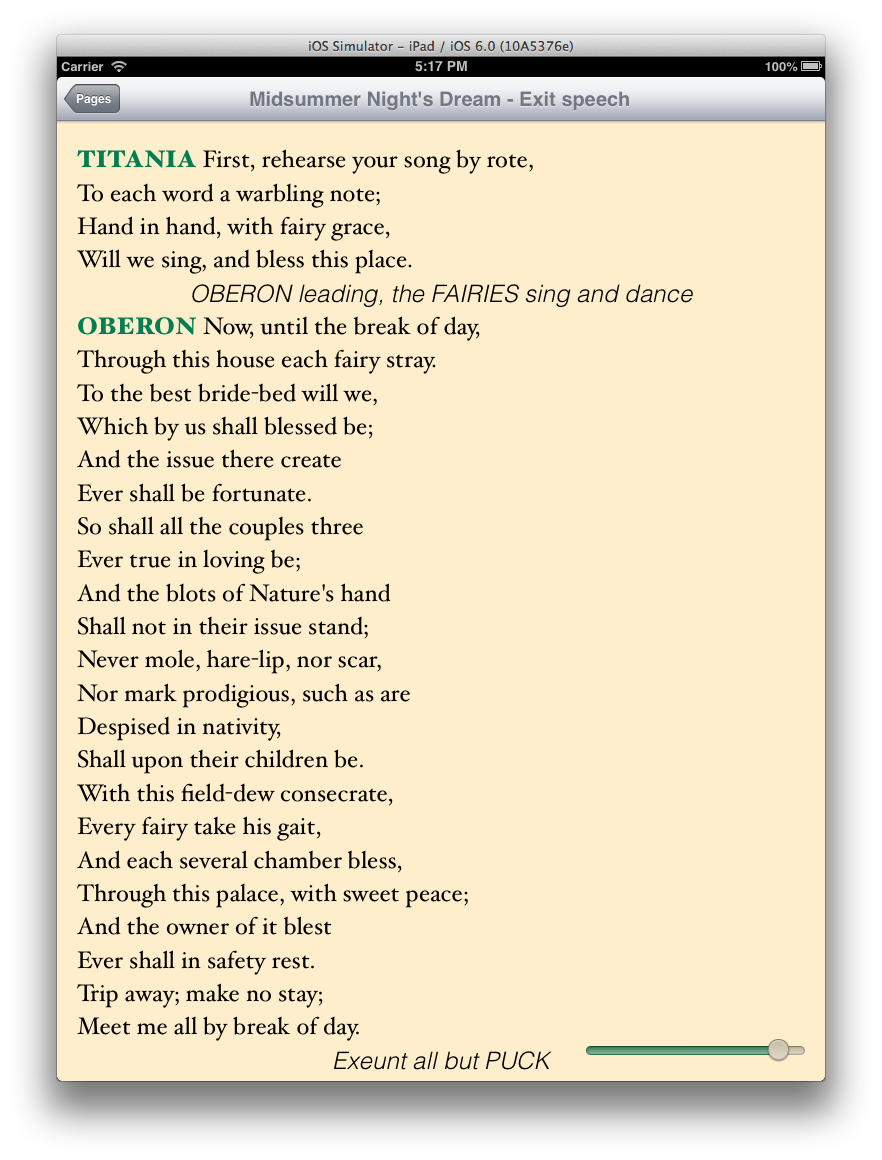 iOS Simulator – iPad / iOS 6.0 (10A5376e)
Carrier 5:17 PM 100%
Pages Midsummer Night's Dream - Exit speech
TITANIA First, rehearse your song by rote,
To each word a warbling note;
Hand in hand, with fairy grace,
Will we sing, and bless this place.
OBERON leading, the FAIRIES sing and dance
OBERON Now, until the break of day,
Through this house each fairy stray.
To the best bride-bed will we,
Which by us shall blessed be;
And the issue there create
Ever shall be fortunate.
So shall all the couples three
Ever true in loving be;
And the blots of Nature's hand
Shall not in their issue stand;
Never mole, hare-lip, nor scar,
Nor mark prodigious, such as are
Despised in nativity,
Shall upon their children be.
With this field-dew consecrate,
Every fairy take his gait,
And each several chamber bless,
Through this palace, with sweet peace;
And the owner of it blest
Ever shall in safety rest.
Trip away; make no stay;
Meet me all by break of day.
Exeunt all but PUCK